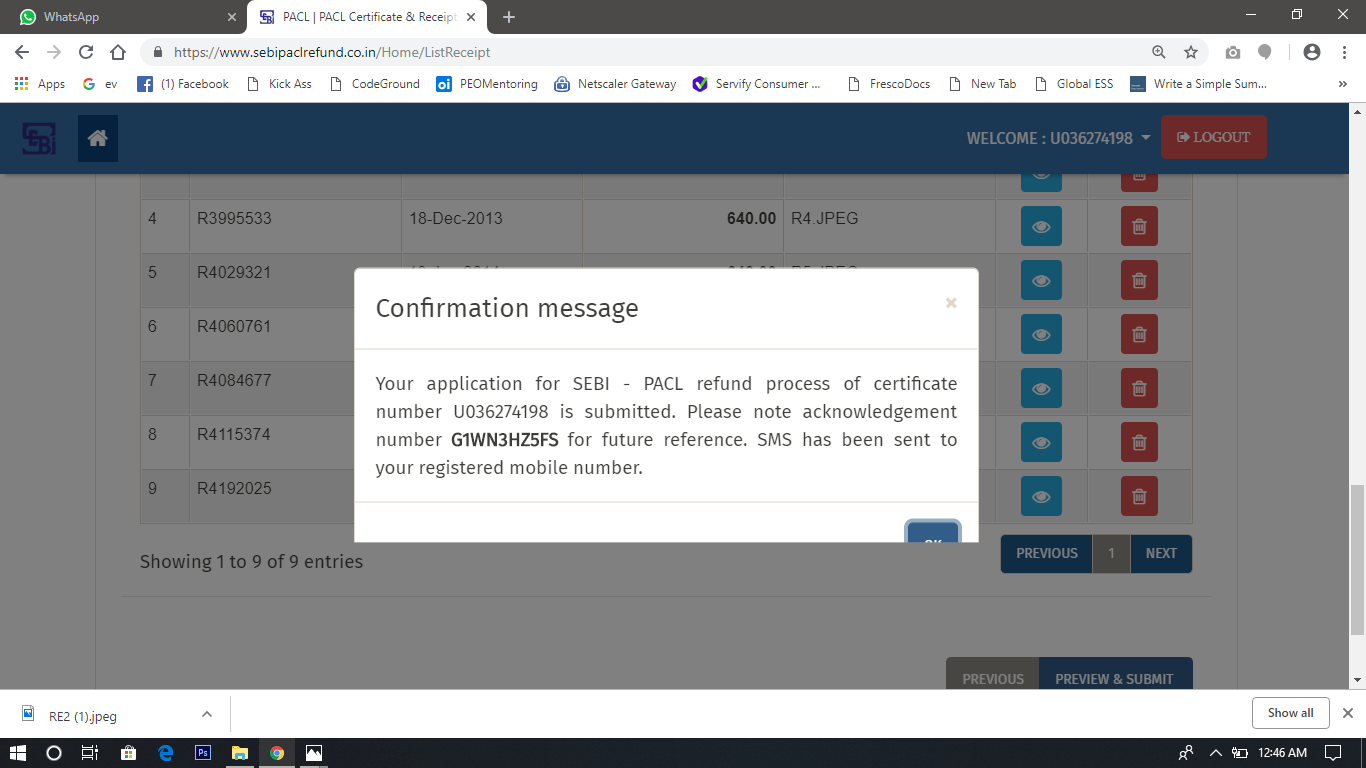 WhatsApp
PACL | PACL Certificate & Receipt
https://www.sebipaclrefund.co.in/Home/ListReceipt
Apps G ev (1) Facebook Kick Ass CodeGround oi PEOMentoring Netscaler Gateway Servify Consumer ... FrescoDocs New Tab Global ESS Write a Simple Sum... »
SEBI WELCOME : U036274198 LOGOUT
4 R3995533 18-Dec-2013 640.00 R4.JPEG
5 R4029321
6 R4060761
7 R4084677
8 R4115374
9 R4192025
Confirmation message ×
Your application for SEBI - PACL refund process of certificate
number U036274198 is submitted. Please note acknowledgement
number G1WN3HZ5FS for future reference. SMS has been sent to
your registered mobile number.
OK
Showing 1 to 9 of 9 entries PREVIOUS 1 NEXT
PREVIOUS PREVIEW & SUBMIT
RE2 (1).jpeg Show all
Ps 12:46 AM